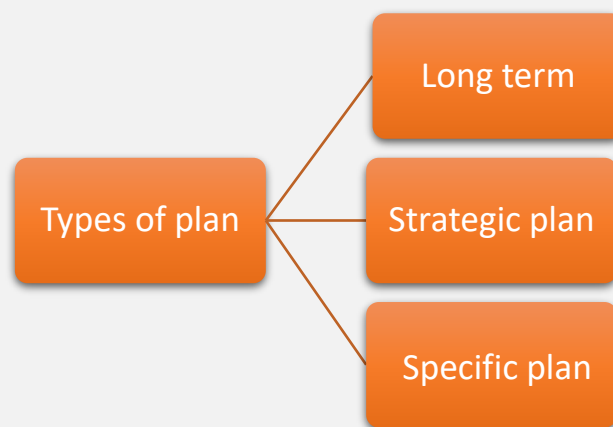 Types of plan
Long term
Strategic plan
Specific plan